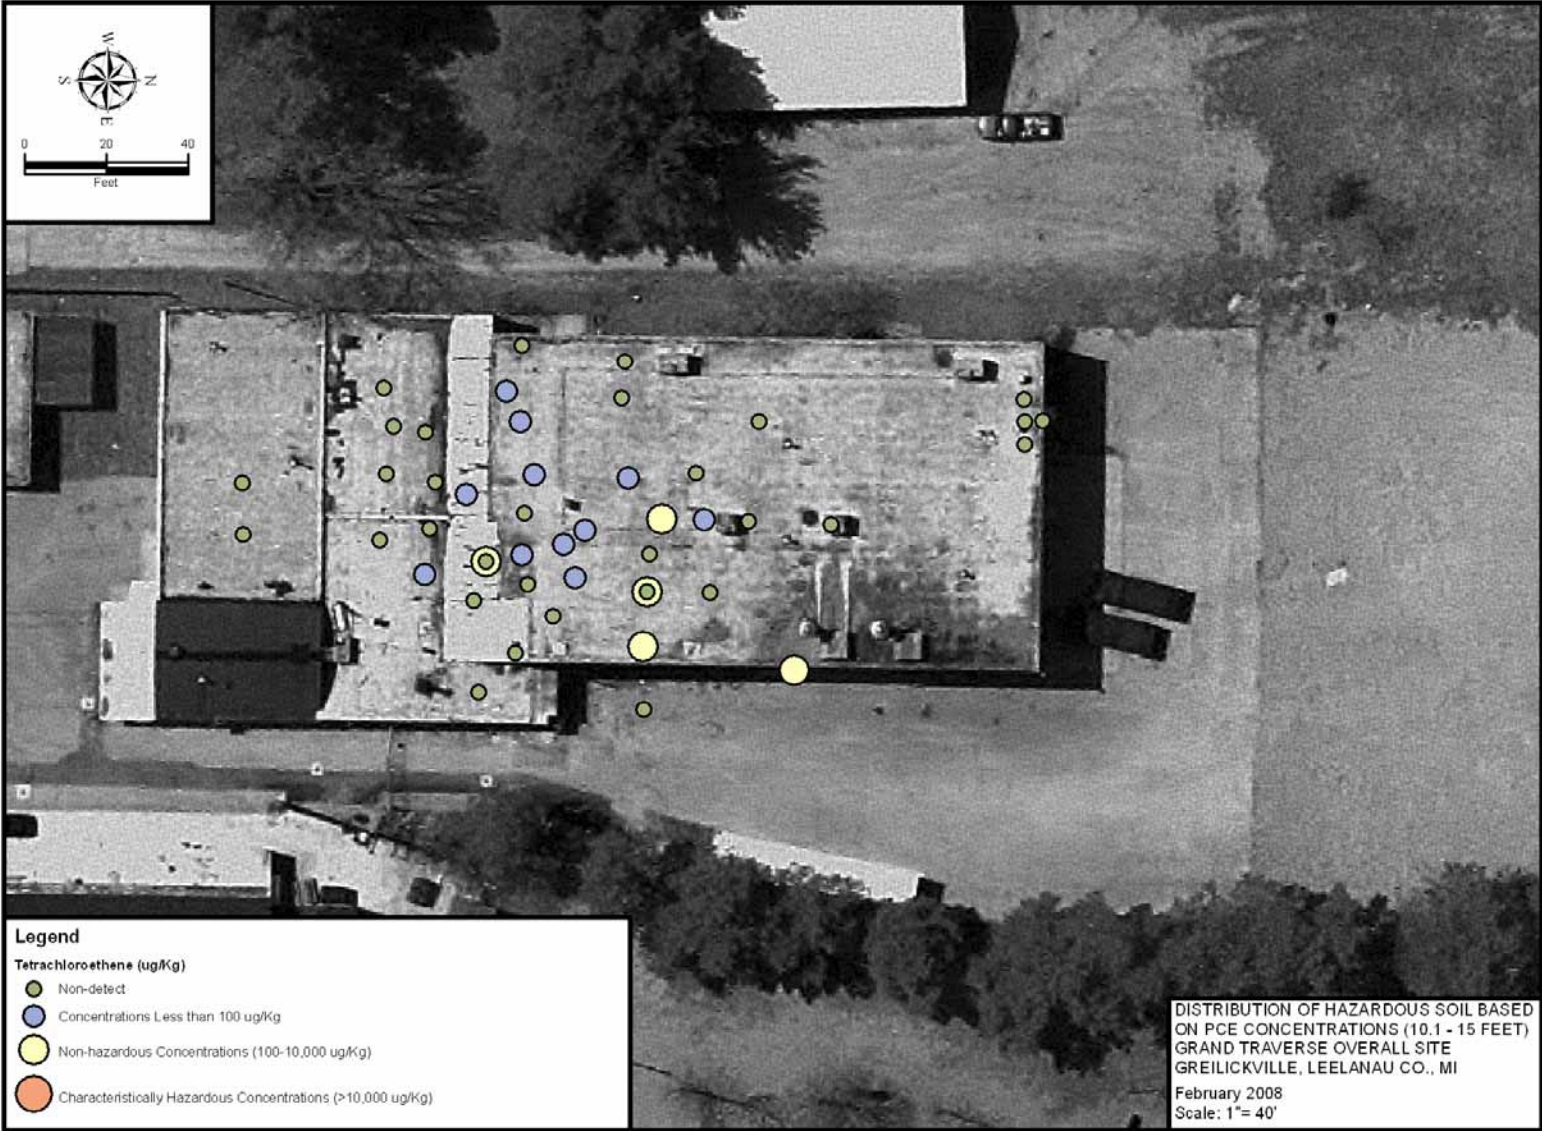 W
S
N
E
0 20 40
Feet
Legend
Tetrachloroethene (ug/Kg)
Non-detect
Concentrations Less than 100 ug/Kg
Non-hazardous Concentrations (100-10,000 ug/Kg)
Characteristically Hazardous Concentrations (>10,000 ug/Kg)
DISTRIBUTION OF HAZARDOUS SOIL BASED
ON PCE CONCENTRATIONS (10.1 - 15 FEET)
GRAND TRAVERSE OVERALL SITE
GREILICKVILLE, LEELANAU CO., MI
February 2008
Scale: 1"= 40'